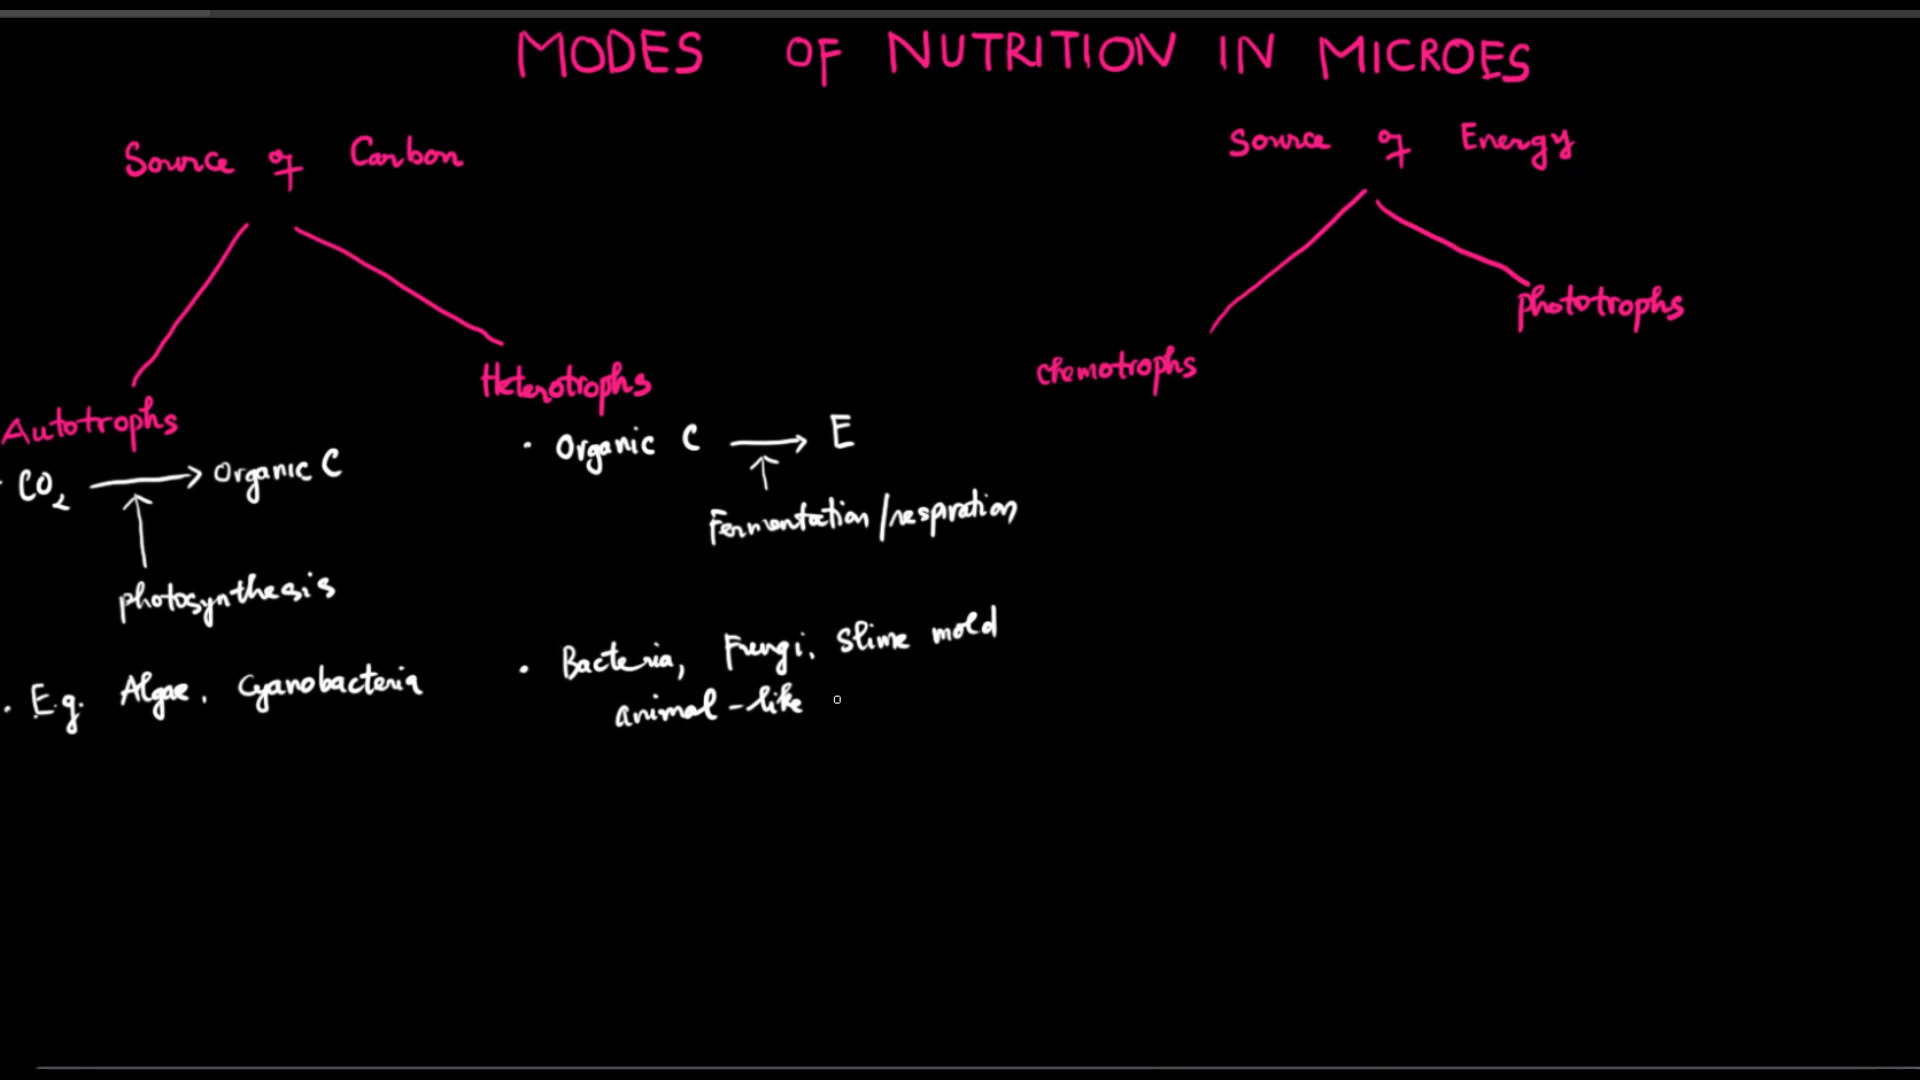 MODES OF NUTRITION IN MICROES
Source of Carbon
Autotrophs
• CO₂ → Organic C
photosynthesis
• E.g. Algae, Cyanobacteria
Heterotrophs
• Organic C → E
Fermentation/respiration
• Bacteria, Fungi, Slime mold
animal-like
Source of Energy
Chemotrophs
Phototrophs